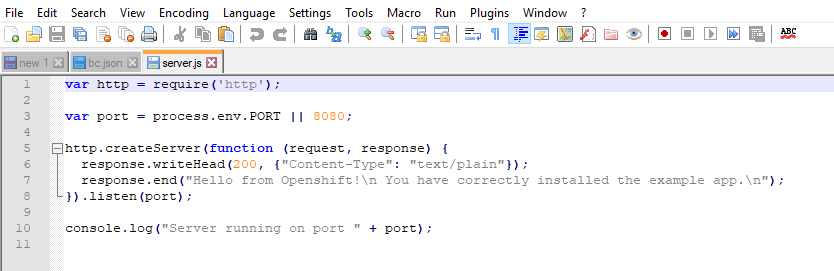 File Edit Search View Encoding Language Settings Tools Macro Run Plugins Window ?
ABC
new 1 bc.json server.js
1 var http = require('http');
2
3 var port = process.env.PORT || 8080;
4
5 http.createServer(function (request, response) {
6 response.writeHead(200, {"Content-Type": "text/plain"});
7 response.end("Hello from Openshift!\n You have correctly installed the example app.\n");
8 }).listen(port);
9
10 console.log("Server running on port " + port);
11